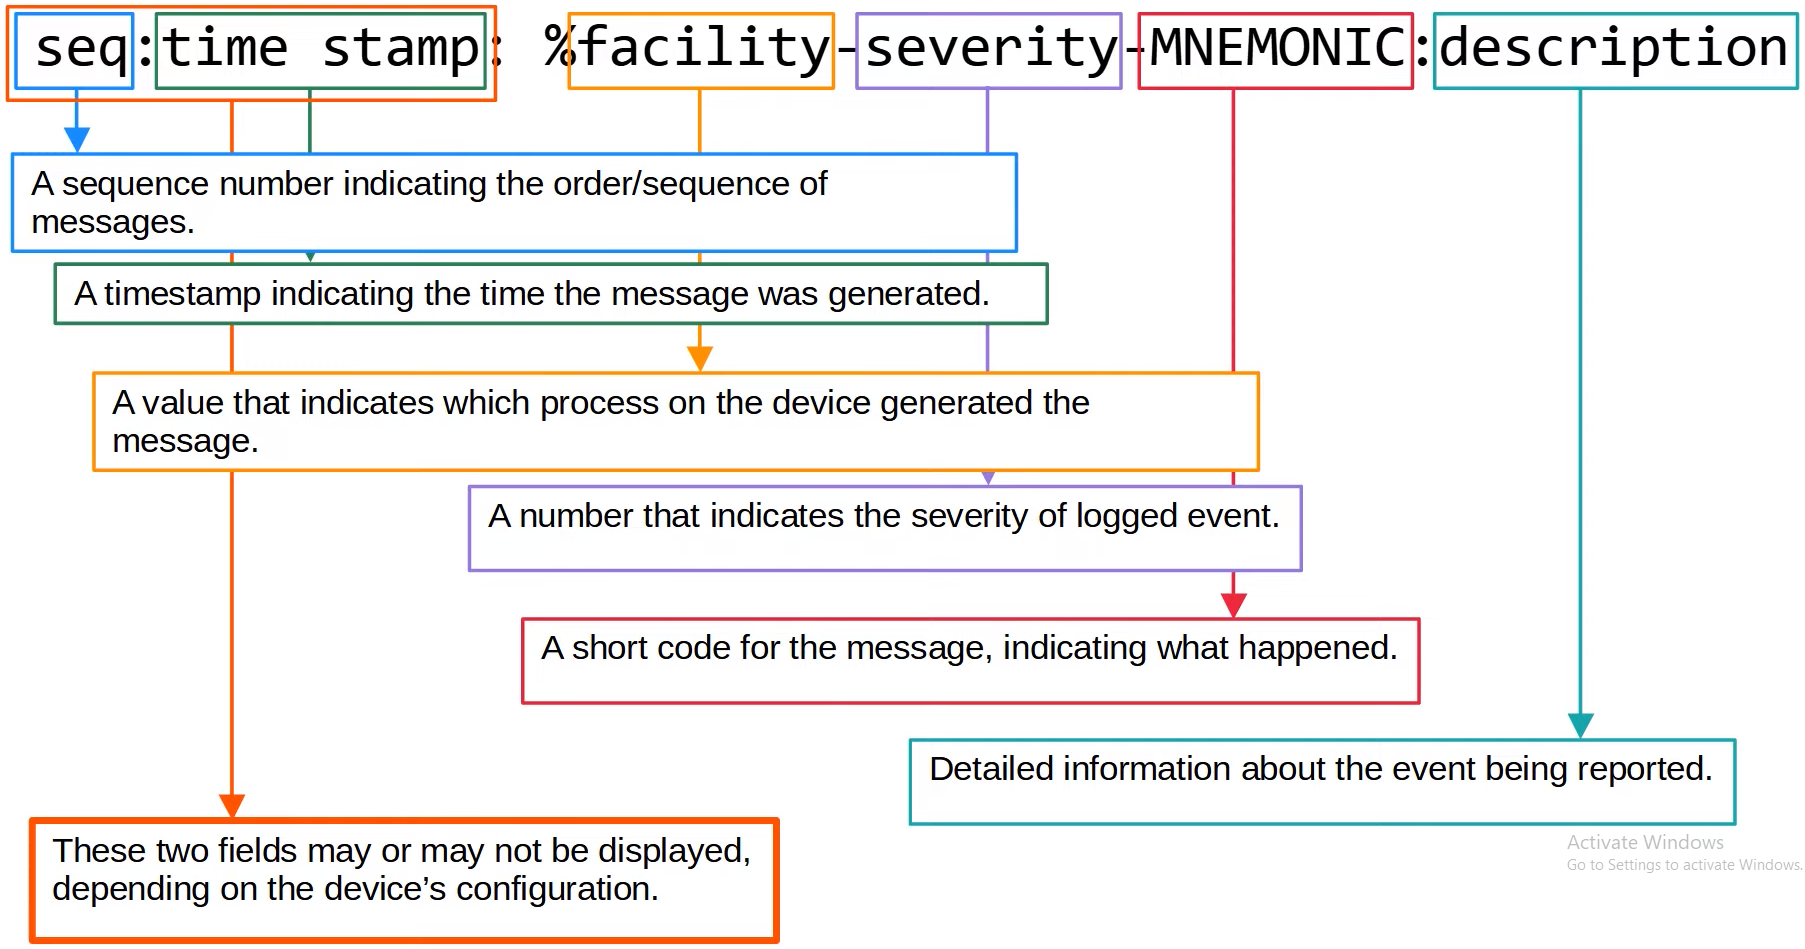 seq:time stamp: %facility-severity-MNEMONIC:description
A sequence number indicating the order/sequence of
messages.
A timestamp indicating the time the message was generated.
A value that indicates which process on the device generated the
message.
A number that indicates the severity of logged event.
A short code for the message, indicating what happened.
Detailed information about the event being reported.
These two fields may or may not be displayed,
depending on the device’s configuration.
Activate Windows
Go to Settings to activate Windows.